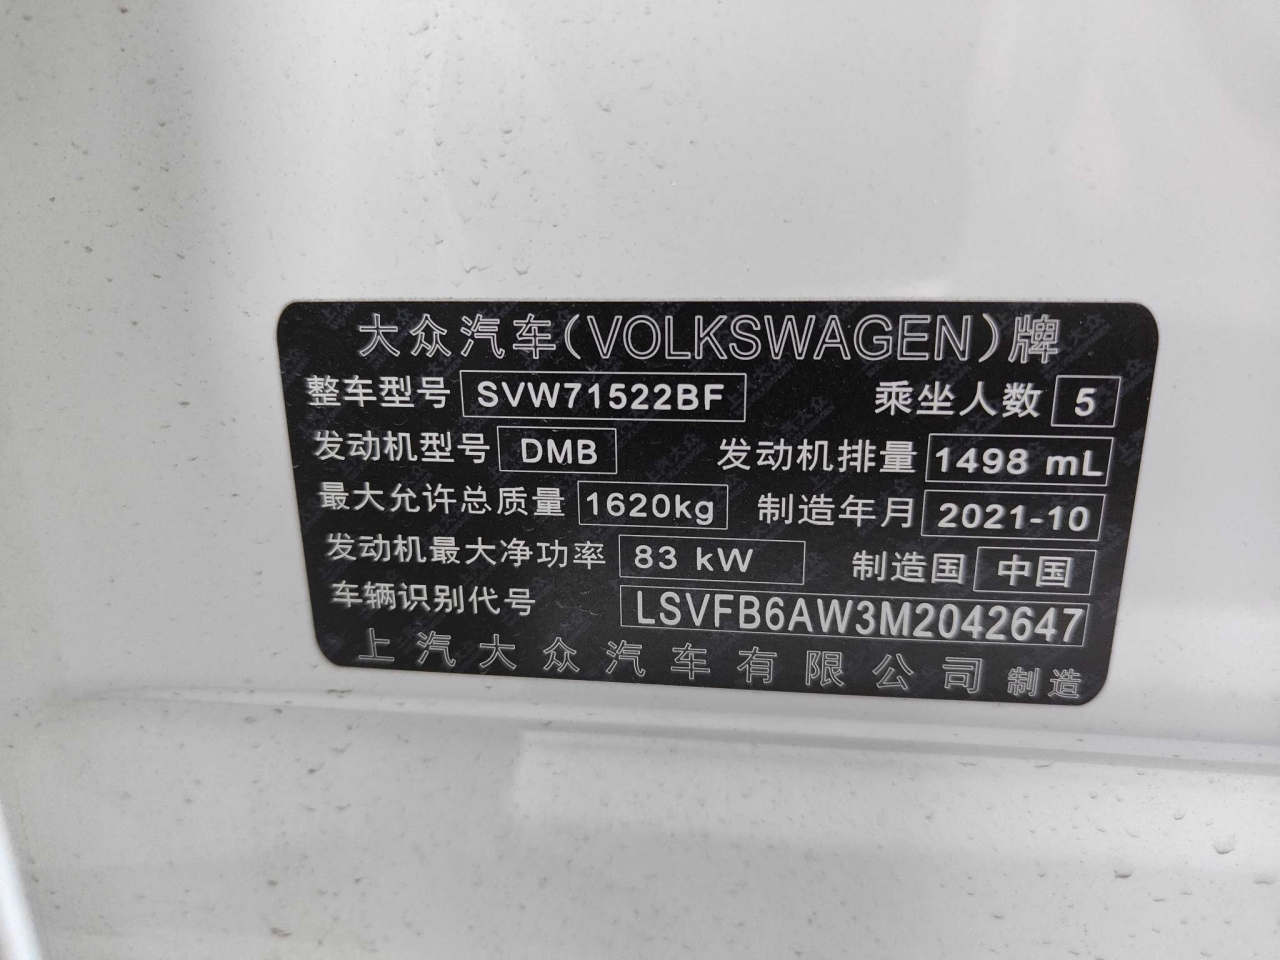 大众汽车(VOLKSWAGEN)牌
整车型号 SVW71522BF 乘坐人数 5
发动机型号 DMB 发动机排量 1498 mL
最大允许总质量 1620kg 制造年月 2021-10
发动机最大净功率 83 kW 制造国 中国
车辆识别代号 LSVFB6AW3M2042647
上汽大众汽车有限公司 制造